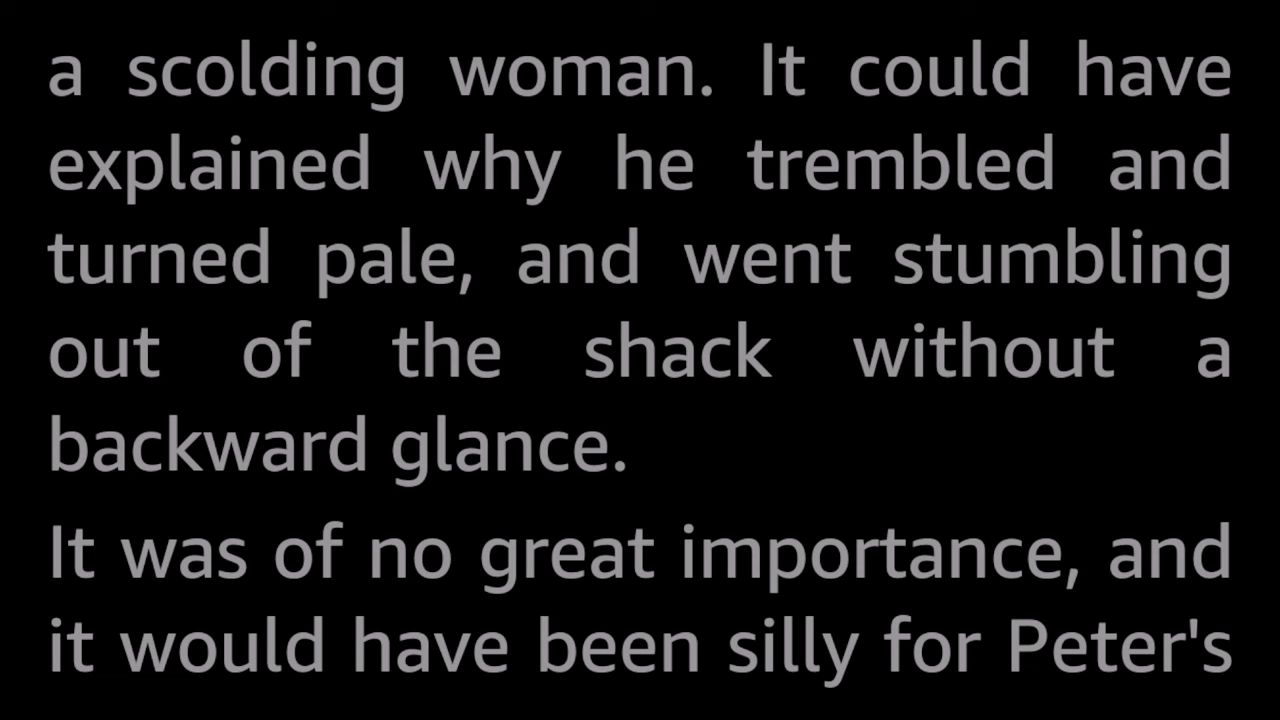 a scolding woman. It could have
explained why he trembled and
turned pale, and went stumbling
out of the shack without a
backward glance.
It was of no great importance, and
it would have been silly for Peter's